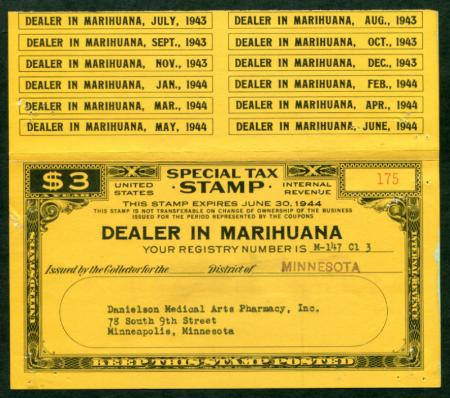 DEALER IN MARIHUANA, JULY, 1943 DEALER IN MARIHUANA, AUG., 1943
DEALER IN MARIHUANA, SEPT., 1943 DEALER IN MARIHUANA, OCT., 1943
DEALER IN MARIHUANA, NOV., 1943 DEALER IN MARIHUANA, DEC., 1943
DEALER IN MARIHUANA, JAN., 1944 DEALER IN MARIHUANA, FEB., 1944
DEALER IN MARIHUANA, MAR., 1944 DEALER IN MARIHUANA, APR., 1944
DEALER IN MARIHUANA, MAY, 1944 DEALER IN MARIHUANA, JUNE, 1944
$3
A YEAR
UNITED STATES
SPECIAL TAX
STAMP
INTERNAL REVENUE
175
THIS STAMP EXPIRES JUNE 30, 1944
THIS STAMP IS NOT TRANSFERABLE ON CHANGE OF OWNERSHIP OF THE BUSINESS
ISSUED FOR THE PERIOD REPRESENTED BY THE COUPONS
DEALER IN MARIHUANA
YOUR REGISTRY NUMBER IS M-147 Cl 3
Issued by the Collector for the District of MINNESOTA
UNITED STATES
INTERNAL REVENUE
Danielson Medical Arts Pharmacy, Inc.
78 South 9th Street
Minneapolis, Minnesota
KEEP THIS STAMP POSTED